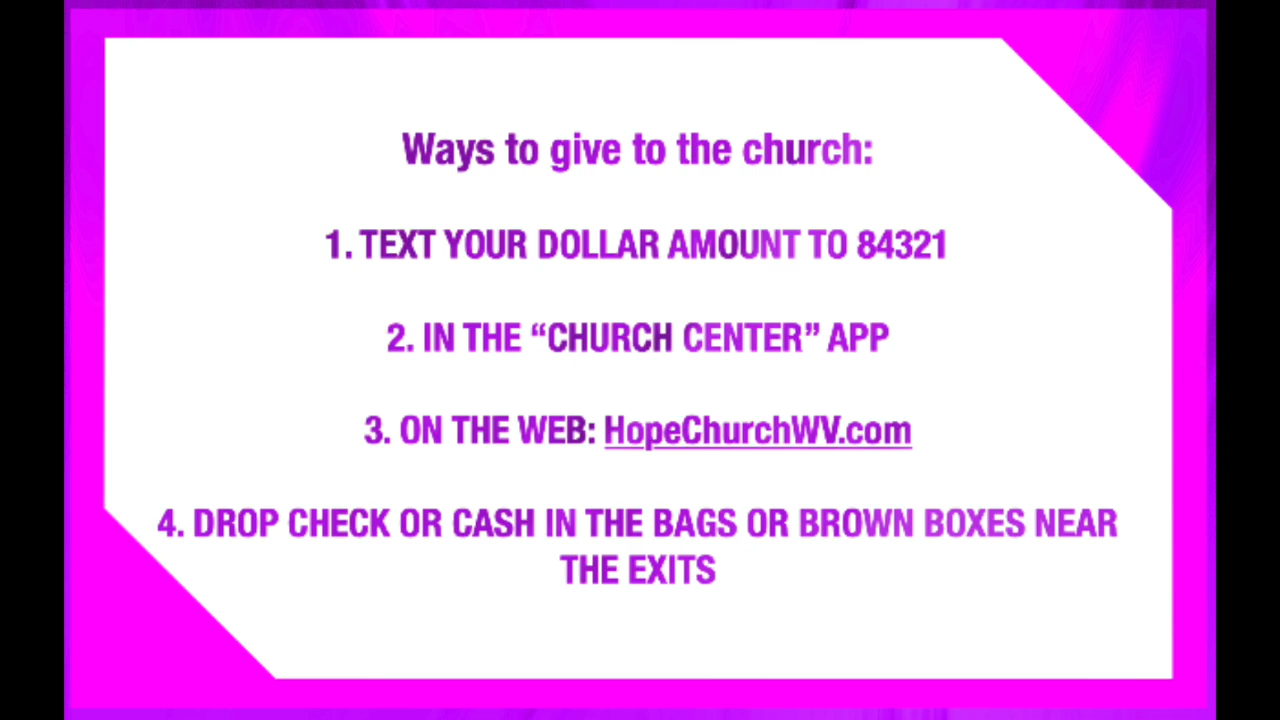 Ways to give to the church:
1. TEXT YOUR DOLLAR AMOUNT TO 84321
2. IN THE “CHURCH CENTER” APP
3. ON THE WEB: HopeChurchWV.com
4. DROP CHECK OR CASH IN THE BAGS OR BROWN BOXES NEAR
THE EXITS